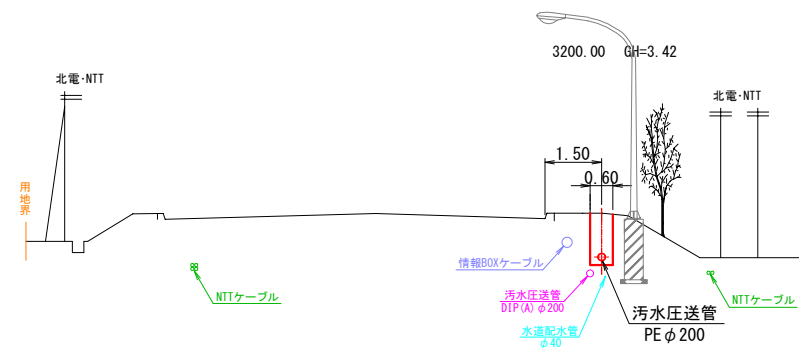 3200.00 GH=3.42
北電・NTT
北電・NTT
1.50
0.60
用地界
情報BOXケーブル
NTTケーブル
汚水圧送管
DIP(A)φ200
水道配水管
φ40
汚水圧送管
PEφ200
NTTケーブル